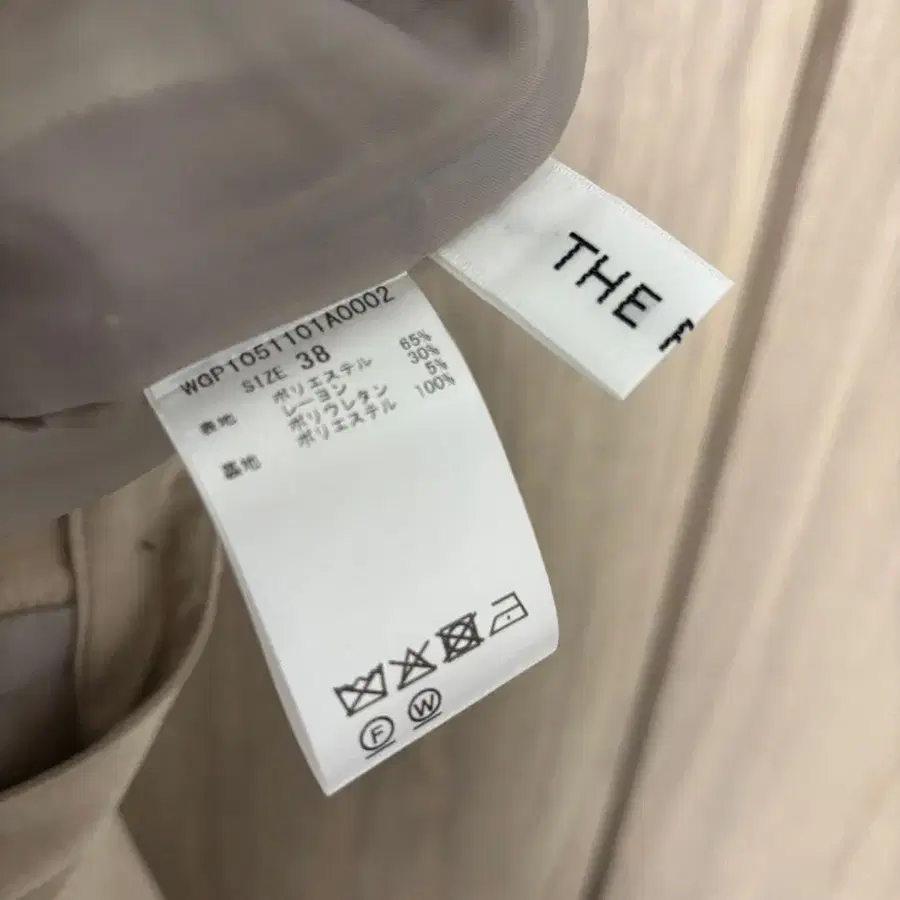 THE
WGP1051101A0002
SIZE 38
表地 ポリエステル 65%
レーヨン 30%
ポリウレタン 5%
裏地 ポリエステル 100%
F W